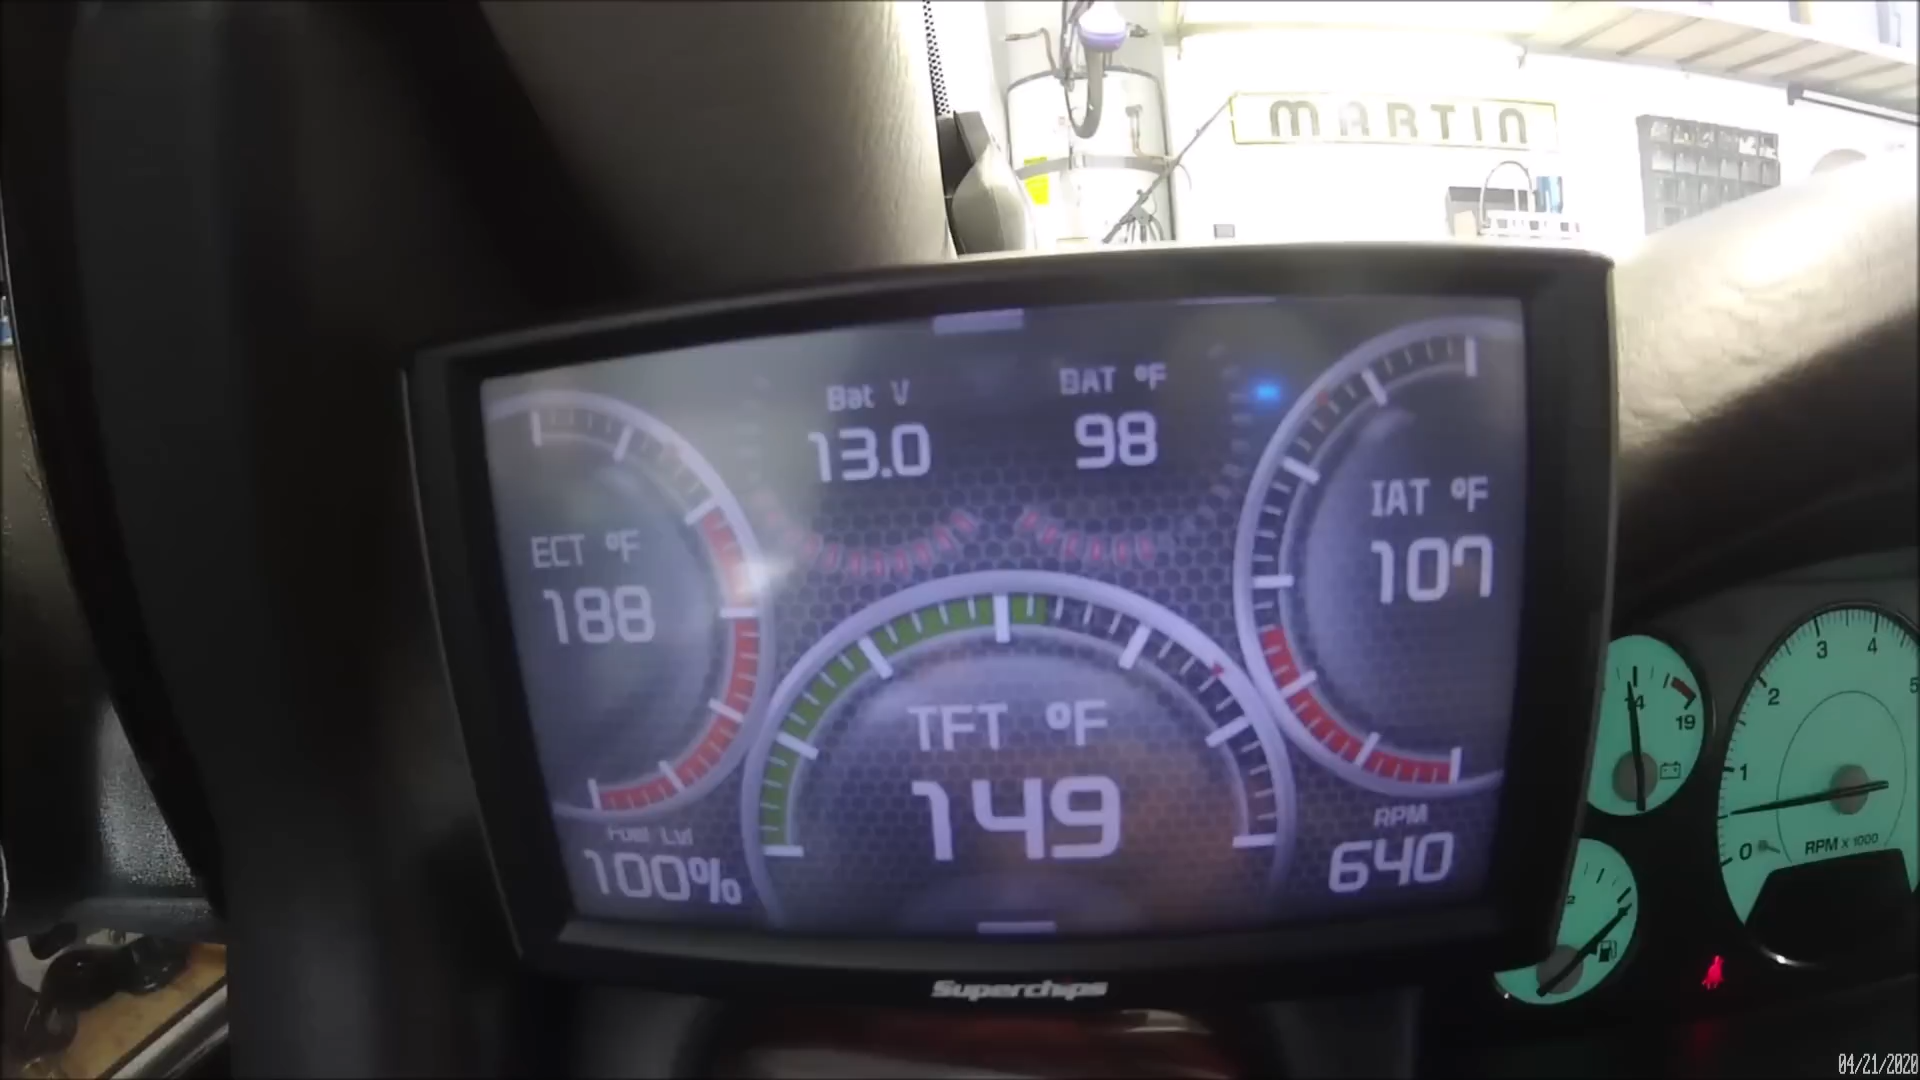 MARTIN
Bat V
13.0
BAT °F
98
ECT °F
188
IAT °F
107
TFT °F
149
Fuel Lvl
100%
RPM
640
Superchips
14
19
0
1
2
3
4
5
RPM x 1000
04/21/2020